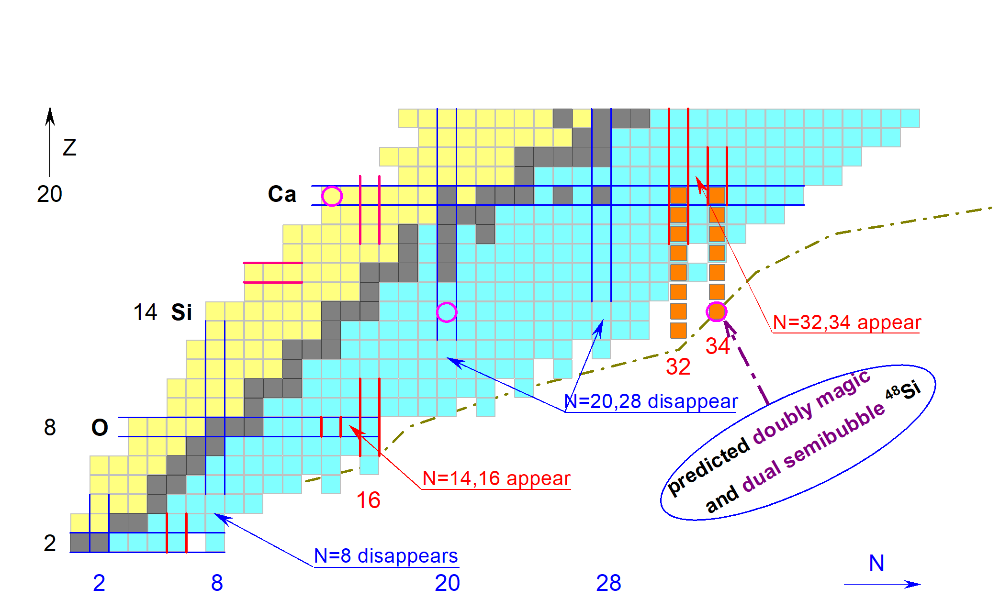 Z
20
Ca
14 Si
N=32,34 appear
34
32
N=20,28 disappear
predicted doubly magic
and dual semibubble ⁴⁸Si
8 O
N=14,16 appear
16
2
N=8 disappears
N
2 8 20 28